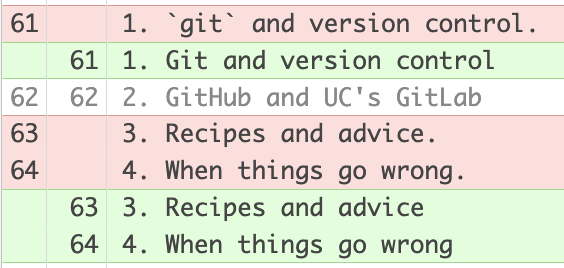 61 1. `git` and version control.
61 1. Git and version control
62 62 2. GitHub and UC's GitLab
63 3. Recipes and advice.
64 4. When things go wrong.
63 3. Recipes and advice
64 4. When things go wrong